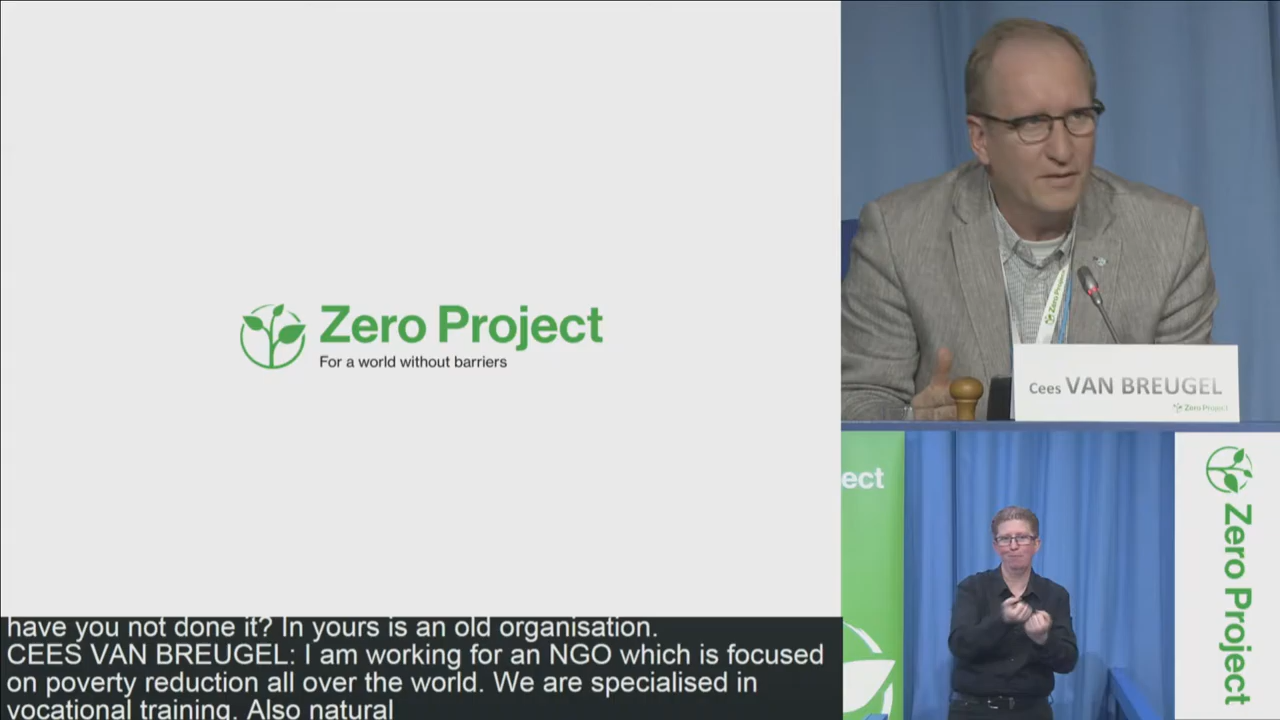 Zero Project
For a world without barriers
Zero Project
Cees VAN BREUGEL
Zero Project
ect
Zero Project
have you not done it? In yours is an old organisation.
CEES VAN BREUGEL: I am working for an NGO which is focused
on poverty reduction all over the world. We are specialised in
vocational training. Also natural